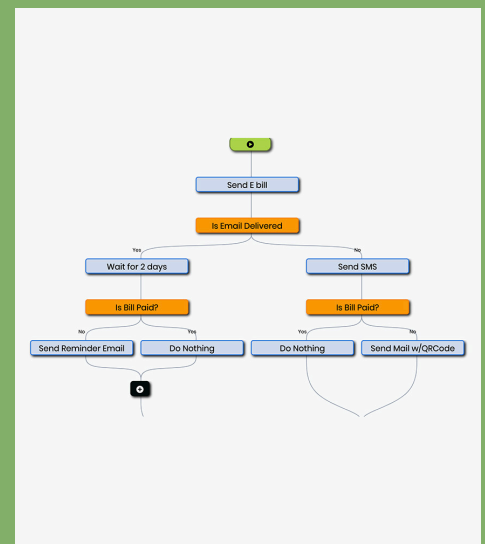 Send E bill
Is Email Delivered
Yes
No
Wait for 2 days
Send SMS
Is Bill Paid?
Is Bill Paid?
No
Yes
Yes
No
Send Reminder Email
Do Nothing
Do Nothing
Send Mail w/QRCode